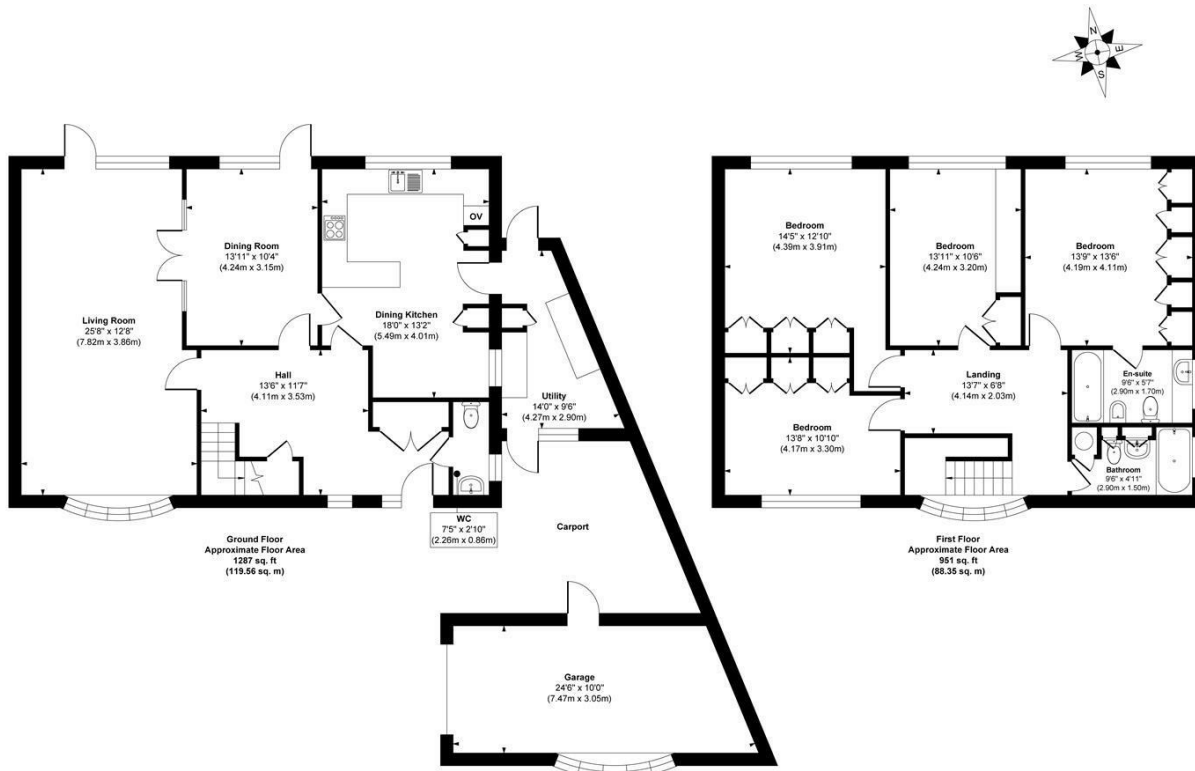 N
W
E
S
Living Room
25'8" x 12'8"
(7.82m x 3.86m)
Dining Room
13'11" x 10'4"
(4.24m x 3.15m)
OV
Dining Kitchen
18'0" x 13'2"
(5.49m x 4.01m)
Hall
13'6" x 11'7"
(4.11m x 3.53m)
Utility
14'0" x 9'6"
(4.27m x 2.90m)
WC
7'5" x 2'10"
(2.26m x 0.86m)
Carport
Garage
24'6" x 10'0"
(7.47m x 3.05m)
Ground Floor
Approximate Floor Area
1287 sq. ft
(119.56 sq. m)
Bedroom
14'5" x 12'10"
(4.39m x 3.91m)
Bedroom
13'11" x 10'6"
(4.24m x 3.20m)
Bedroom
13'9" x 13'6"
(4.19m x 4.11m)
Landing
13'7" x 6'8"
(4.14m x 2.03m)
En-suite
9'6" x 5'7"
(2.90m x 1.70m)
Bedroom
13'8" x 10'10"
(4.17m x 3.30m)
Bathroom
9'6" x 4'11"
(2.90m x 1.50m)
First Floor
Approximate Floor Area
951 sq. ft
(88.35 sq. m)